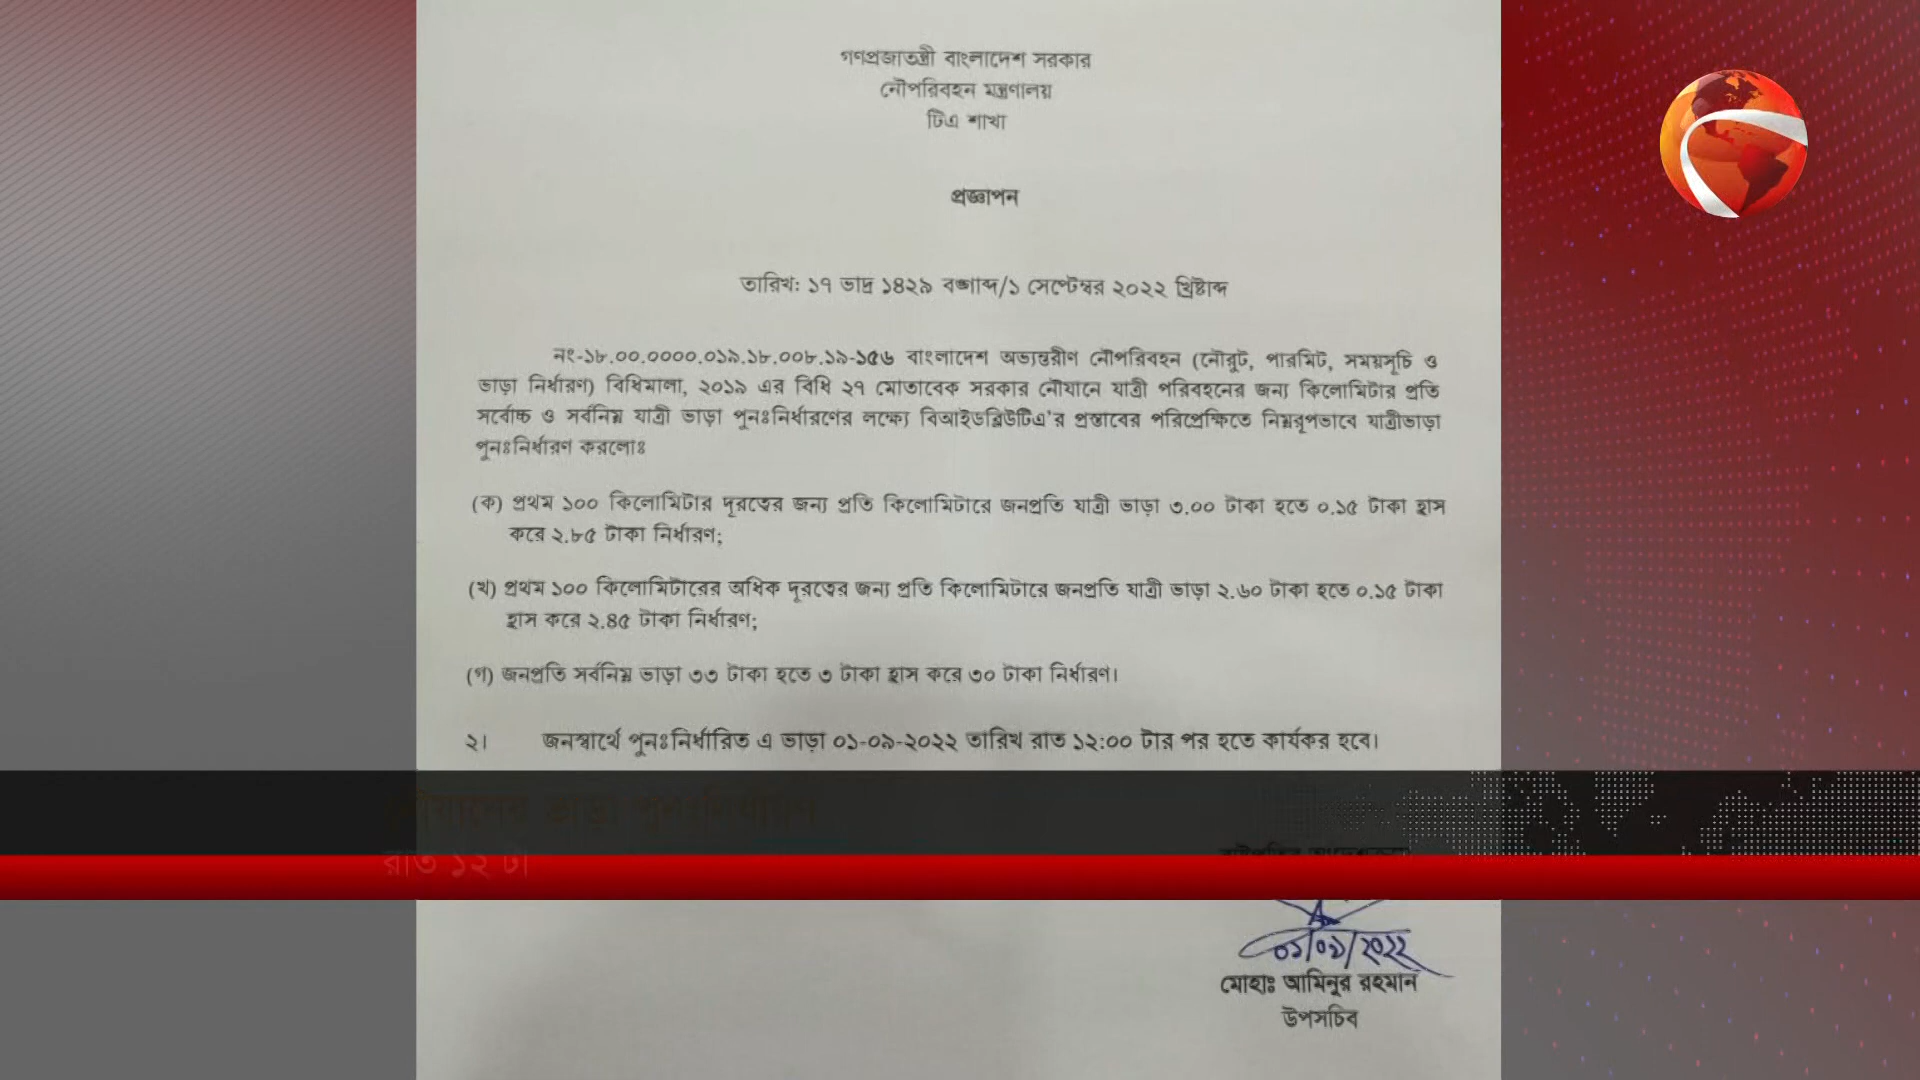 গণপ্রজাতন্ত্রী বাংলাদেশ সরকার
নৌপরিবহন মন্ত্রণালয়
টিএ শাখা
প্রজ্ঞাপন
তারিখ: ১৭ ভাদ্র ১৪২৯ বঙ্গাব্দ/১ সেপ্টেম্বর ২০২২ খ্রিষ্টাব্দ
নং-১৮.০০.০০০০.০১৯.১৮.০০৮.১৯-১৫৬ বাংলাদেশ অভ্যন্তরীণ নৌপরিবহন (নৌরুট, পারমিট, সময়সূচি ও
ভাড়া নির্ধারণ) বিধিমালা, ২০১৯ এর বিধি ২৭ মোতাবেক সরকার নৌযানে যাত্রী পরিবহনের জন্য কিলোমিটার প্রতি
সর্বোচ্চ ও সর্বনিম্ন যাত্রী ভাড়া পুনঃনির্ধারণের লক্ষ্যে বিআইডব্লিউটিএ'র প্রস্তাবের পরিপ্রেক্ষিতে নিম্নরূপভাবে যাত্রীভাড়া
পুনঃনির্ধারণ করলোঃ
(ক) প্রথম ১০০ কিলোমিটার দূরত্বের জন্য প্রতি কিলোমিটারে জনপ্রতি যাত্রী ভাড়া ৩.০০ টাকা হতে ০.১৫ টাকা হ্রাস
করে ২.৮৫ টাকা নির্ধারণ;
(খ) প্রথম ১০০ কিলোমিটারের অধিক দূরত্বের জন্য প্রতি কিলোমিটারে জনপ্রতি যাত্রী ভাড়া ২.৬০ টাকা হতে ০.১৫ টাকা
হ্রাস করে ২.৪৫ টাকা নির্ধারণ;
(গ) জনপ্রতি সর্বনিম্ন ভাড়া ৩৩ টাকা হতে ৩ টাকা হ্রাস করে ৩০ টাকা নির্ধারণ।
২। জনস্বার্থে পুনঃনির্ধারিত এ ভাড়া ০১-০৯-২০২২ তারিখ রাত ১২:০০ টার পর হতে কার্যকর হবে।
ভাড়া পুনঃনির্ধারণ
রাত ১২ টা
০১/০৯/২০২২
মোহাঃ আমিনুর রহমান
উপসচিব